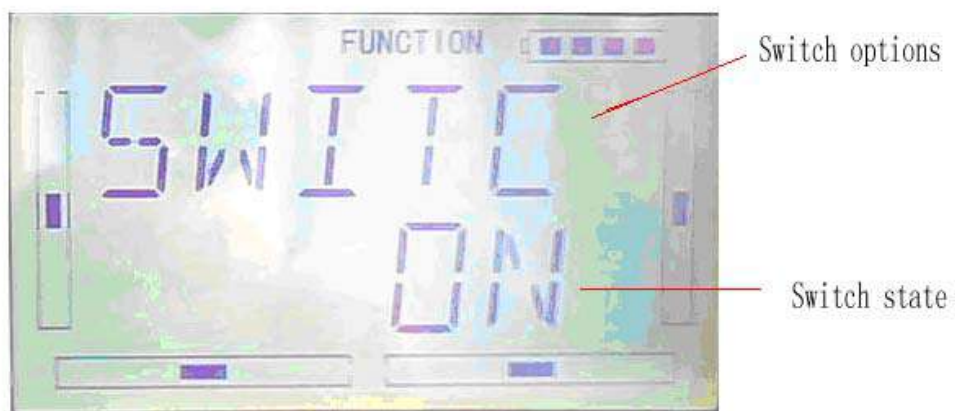 FUNCTION
Switch options
SWITC
ON
Switch state